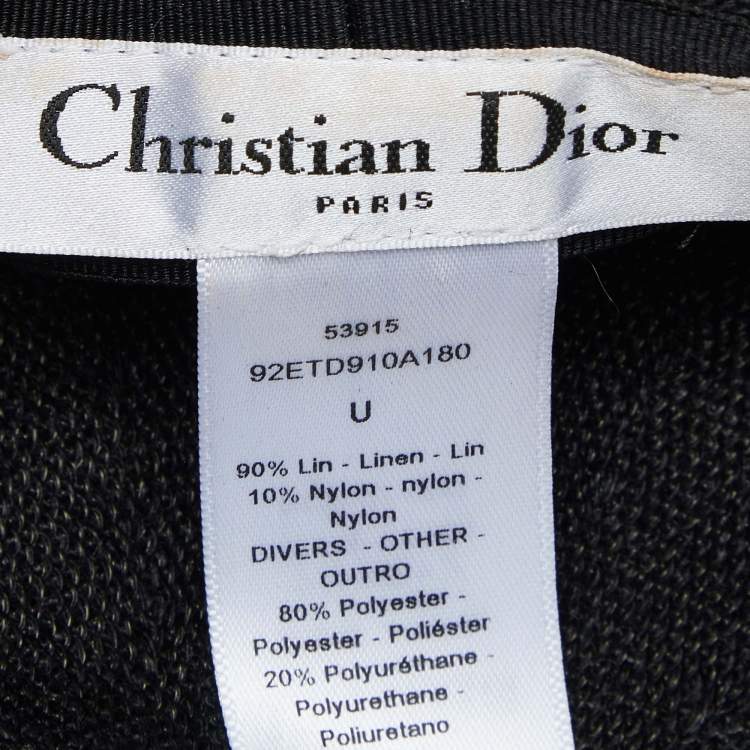 Christian Dior
PARIS
53915
92ETD910A180
U
90% Lin - Linen - Lin
10% Nylon - nylon -
Nylon
DIVERS - OTHER -
OUTRO
80% Polyester -
Polyester - Poliéster
20% Polyuréthane -
Polyurethane -
Poliuretano